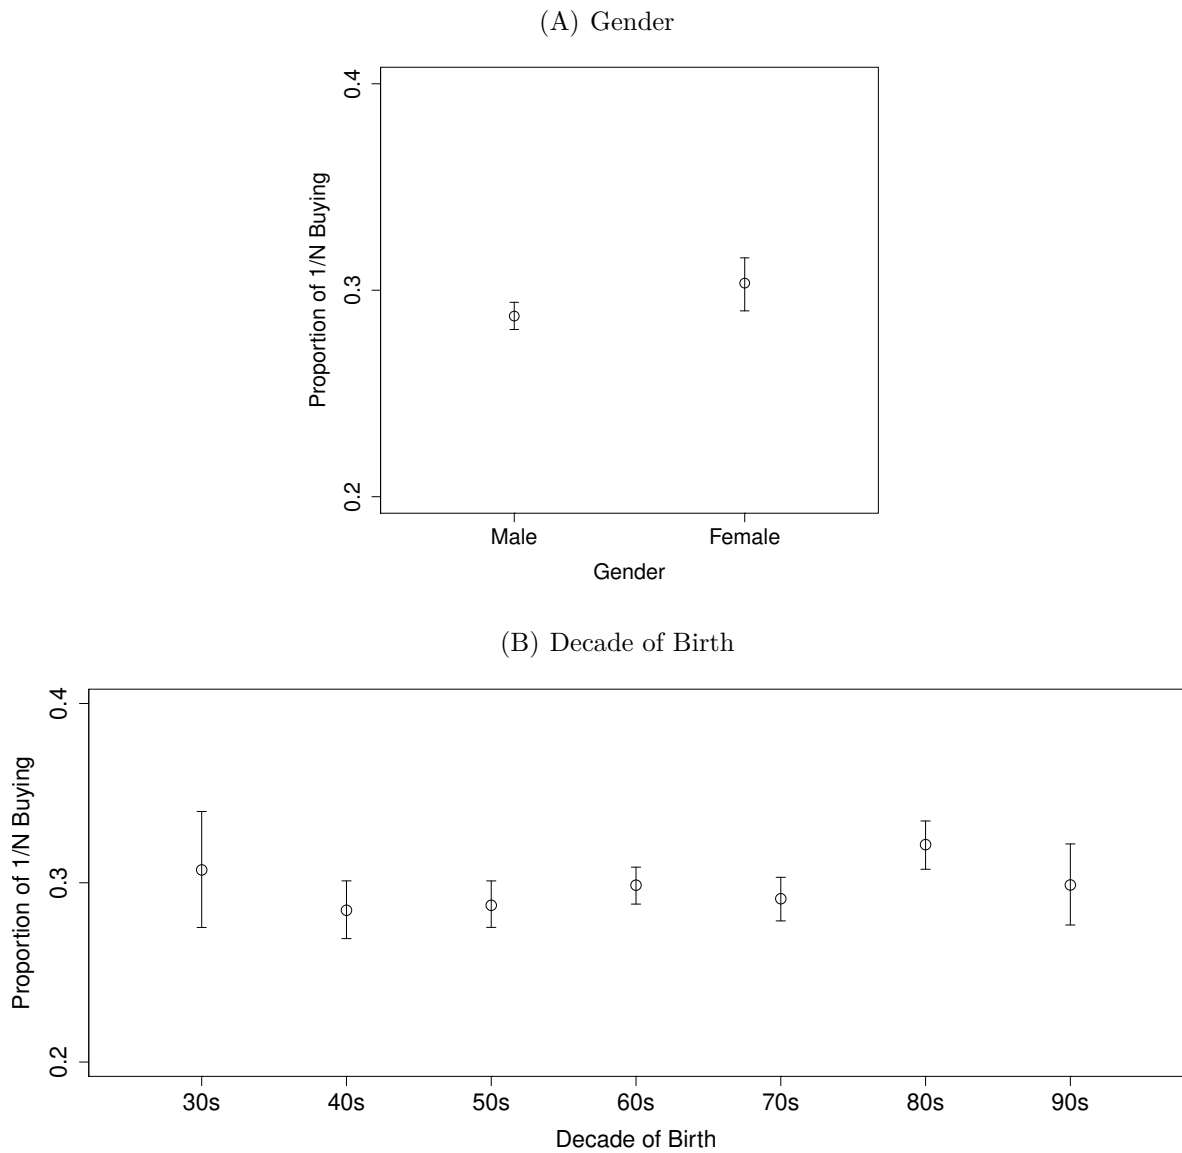 (A) Gender
Proportion of 1/N Buying
0.4
0.3
0.2
Male Female
Gender
(B) Decade of Birth
Proportion of 1/N Buying
0.4
0.3
0.2
30s 40s 50s 60s 70s 80s 90s
Decade of Birth